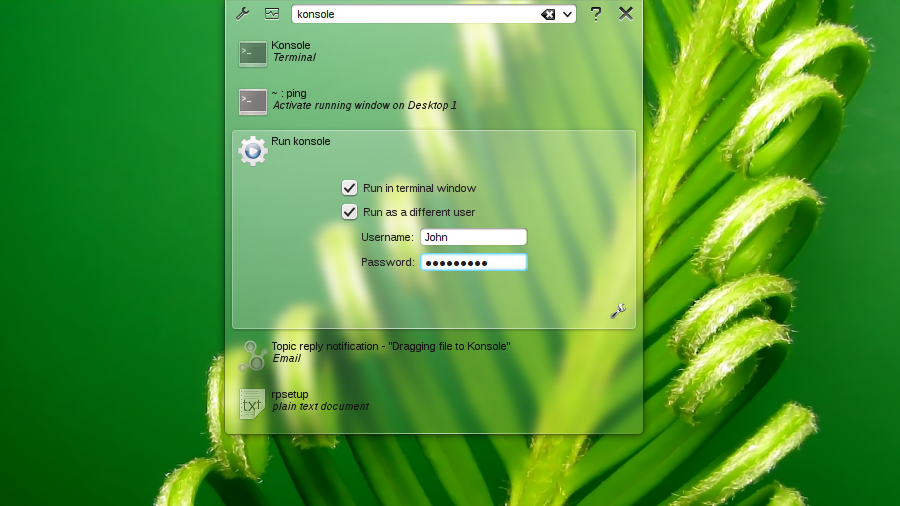 konsole
Konsole
Terminal
~ : ping
Activate running window on Desktop 1
Run konsole
Run in terminal window
Run as a different user
Username: John
Password: ●●●●●●●●●
Topic reply notification - "Dragging file to Konsole"
Email
txt
rpsetup
plain text document